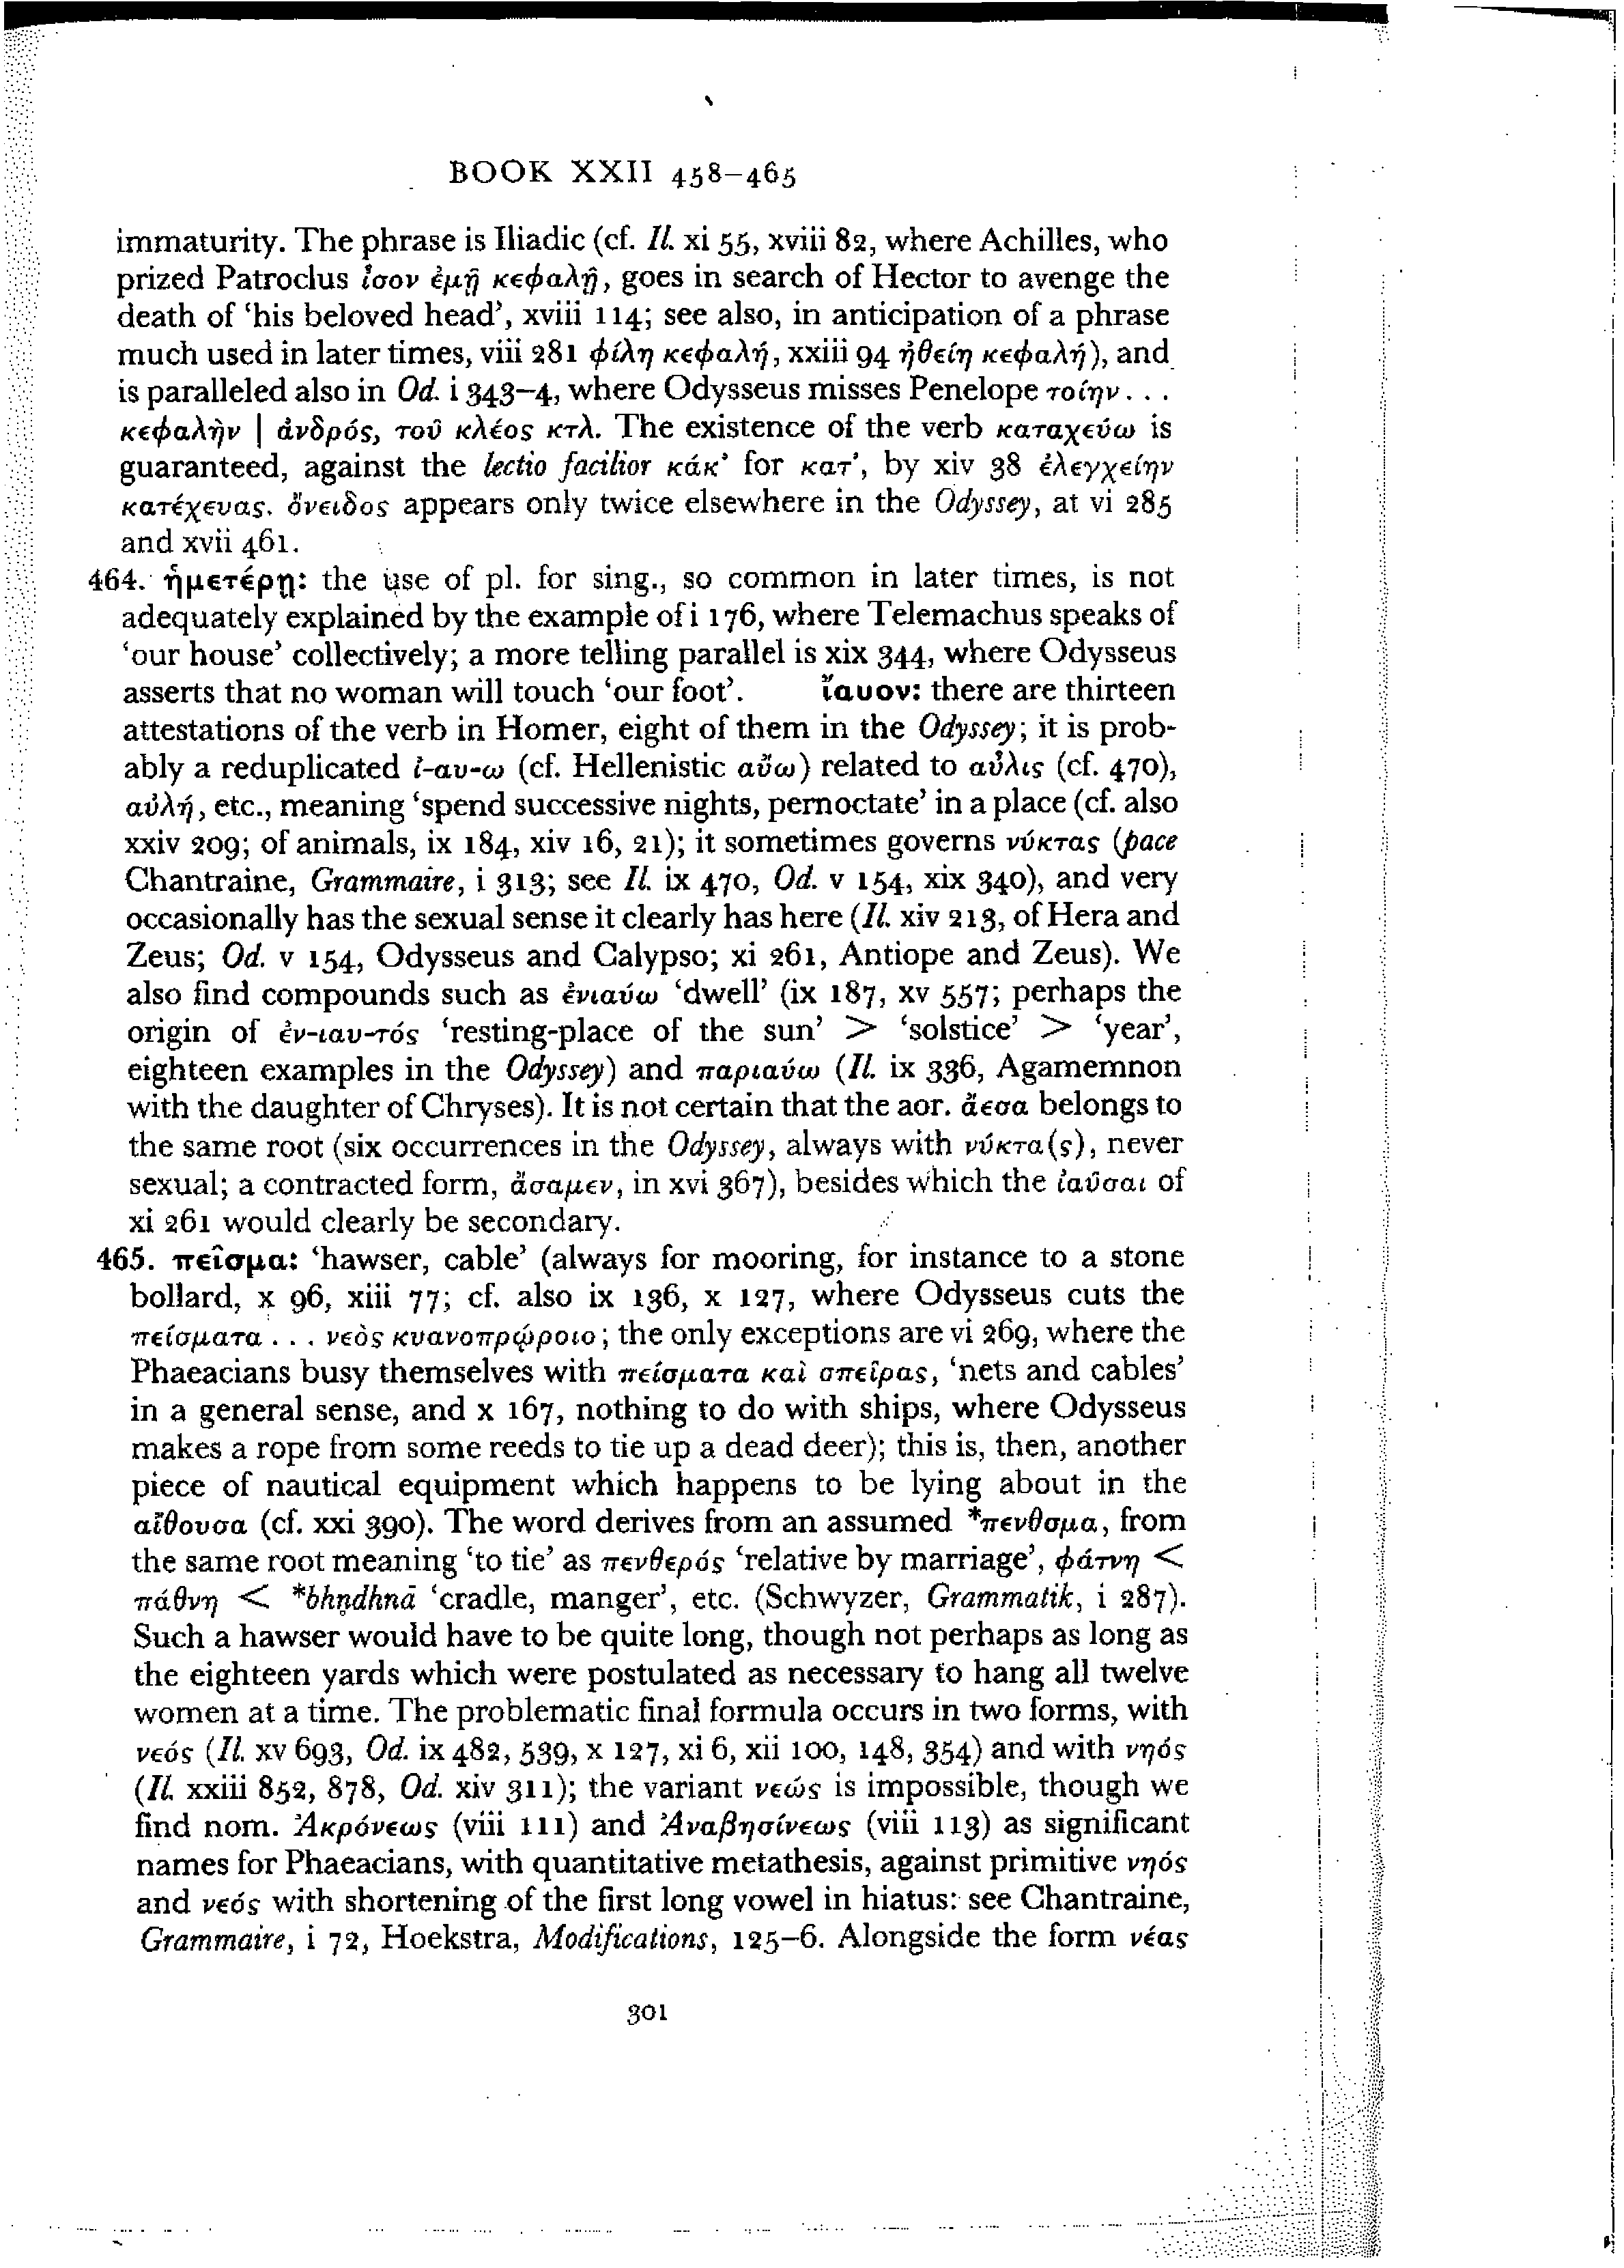 BOOK XXII 458–465
immaturity. The phrase is Iliadic (cf. Il. xi 55, xviii 82, where Achilles, who
prized Patroclus ἶσον ἐμῇ κεφαλῇ, goes in search of Hector to avenge the
death of ‘his beloved head’, xviii 114; see also, in anticipation of a phrase
much used in later times, viii 281 φίλη κεφαλή, xxiii 94 ἠθείη κεφαλή), and
is paralleled also in Od. i 343–4, where Odysseus misses Penelope τοίην . . .
κεφαλὴν | ἀνδρός, τοῦ κλέος κτλ. The existence of the verb καταχεύω is
guaranteed, against the lectio facilior κάκ’ for κατ’, by xiv 38 ἐλεγχείην
κατέχευας. ὄνειδος appears only twice elsewhere in the Odyssey, at vi 285
and xvii 461.
464. ἡμετέρῃ: the use of pl. for sing., so common in later times, is not
adequately explained by the example of i 176, where Telemachus speaks of
‘our house’ collectively; a more telling parallel is xix 344, where Odysseus
asserts that no woman will touch ‘our foot’. ἴαυον: there are thirteen
attestations of the verb in Homer, eight of them in the Odyssey; it is prob-
ably a reduplicated ἰ-αυ-ω (cf. Hellenistic αὔω) related to αὖλις (cf. 470),
αὐλή, etc., meaning ‘spend successive nights, pernoctate’ in a place (cf. also
xxiv 209; of animals, ix 184, xiv 16, 21); it sometimes governs νύκτας (pace
Chantraine, Grammaire, i 313; see Il. ix 470, Od. v 154, xix 340), and very
occasionally has the sexual sense it clearly has here (Il. xiv 213, of Hera and
Zeus; Od. v 154, Odysseus and Calypso; xi 261, Antiope and Zeus). We
also find compounds such as ἐνιαύω ‘dwell’ (ix 187, xv 557; perhaps the
origin of ἐν-ιαυ-τός ‘resting-place of the sun’ > ‘solstice’ > ‘year’,
eighteen examples in the Odyssey) and παριαύω (Il. ix 336, Agamemnon
with the daughter of Chryses). It is not certain that the aor. ἄεσα belongs to
the same root (six occurrences in the Odyssey, always with νύκτα(ς), never
sexual; a contracted form, ἄσαμεν, in xvi 367), besides which the ἰαῦσαι of
xi 261 would clearly be secondary.
465. πεῖσμα: ‘hawser, cable’ (always for mooring, for instance to a stone
bollard, x 96, xiii 77; cf. also ix 136, x 127, where Odysseus cuts the
πείσματα . . . νεὸς κυανοπρῴροιο; the only exceptions are vi 269, where the
Phaeacians busy themselves with πείσματα καὶ σπεῖρας, ‘nets and cables’
in a general sense, and x 167, nothing to do with ships, where Odysseus
makes a rope from some reeds to tie up a dead deer); this is, then, another
piece of nautical equipment which happens to be lying about in the
αἴθουσα (cf. xxi 390). The word derives from an assumed *πενθσμα, from
the same root meaning ‘to tie’ as πενθερός ‘relative by marriage’, φάτνη <
πάθνη < *bhṇdhnā ‘cradle, manger’, etc. (Schwyzer, Grammatik, i 287).
Such a hawser would have to be quite long, though not perhaps as long as
the eighteen yards which were postulated as necessary to hang all twelve
women at a time. The problematic final formula occurs in two forms, with
νεός (Il. xv 693, Od. ix 482, 539, x 127, xi 6, xii 100, 148, 354) and with νηός
(Il. xxiii 852, 878, Od. xiv 311); the variant νεώς is impossible, though we
find nom. Ἀκρόνεως (viii 111) and Ἀναβησίνεως (viii 113) as significant
names for Phaeacians, with quantitative metathesis, against primitive νηός
and νεός with shortening of the first long vowel in hiatus: see Chantraine,
Grammaire, i 72, Hoekstra, Modifications, 125–6. Alongside the form νέας
301